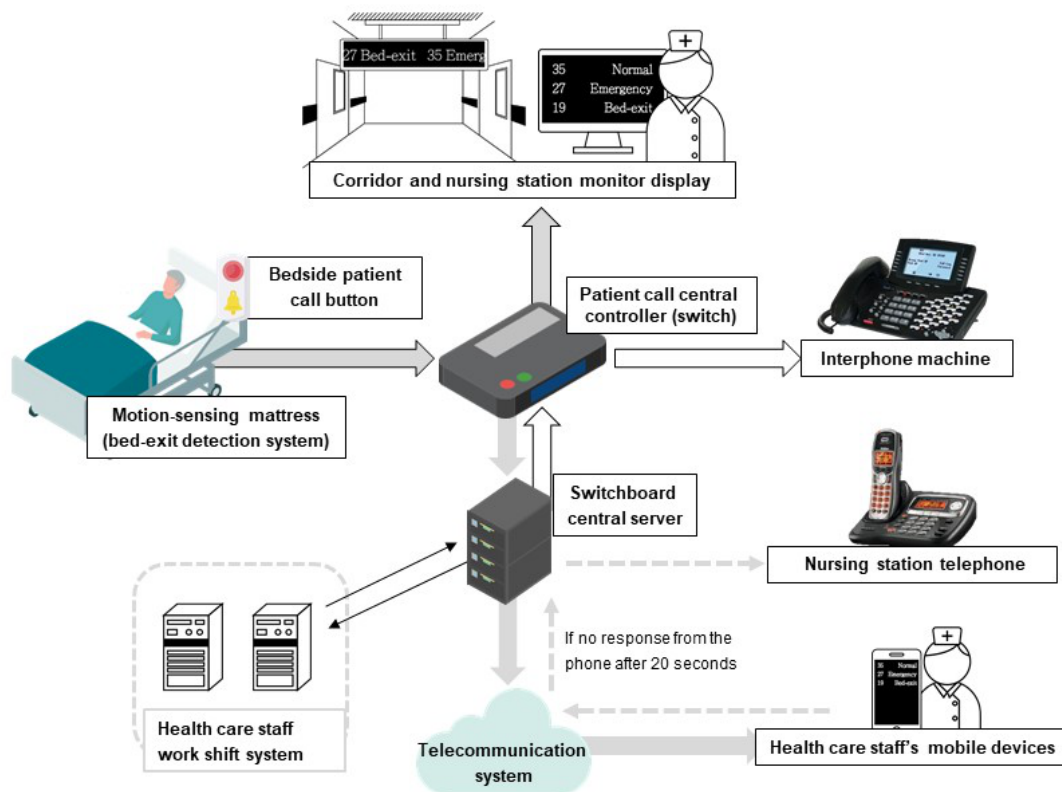 27 Bed-exit 35 Emerg
35 Normal
27 Emergency
19 Bed-exit
Corridor and nursing station monitor display
Bedside patient
call button
Patient call central
controller (switch)
Interphone machine
Motion-sensing mattress
(bed-exit detection system)
Switchboard
central server
Nursing station telephone
If no response from the
phone after 20 seconds
35 Normal
27 Emergency
19 Bed-exit
Health care staff
work shift system
Telecommunication
system
Health care staff's mobile devices